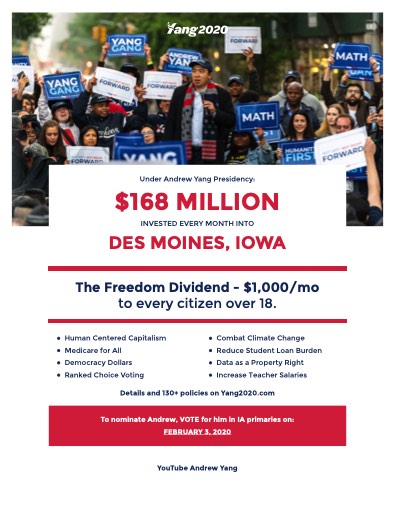 Yang2020
YANG
GANG
YANG
GANG
FORWARD
MATH
MATH
HUMANITY
FIRST
FORWARD
Under Andrew Yang Presidency:
$168 MILLION
INVESTED EVERY MONTH INTO
DES MOINES, IOWA
The Freedom Dividend - $1,000/mo
to every citizen over 18.
• Human Centered Capitalism
• Medicare for All
• Democracy Dollars
• Ranked Choice Voting
• Combat Climate Change
• Reduce Student Loan Burden
• Data as a Property Right
• Increase Teacher Salaries
Details and 130+ policies on Yang2020.com
To nominate Andrew, VOTE for him in IA primaries on:
FEBRUARY 3, 2020
YouTube Andrew Yang